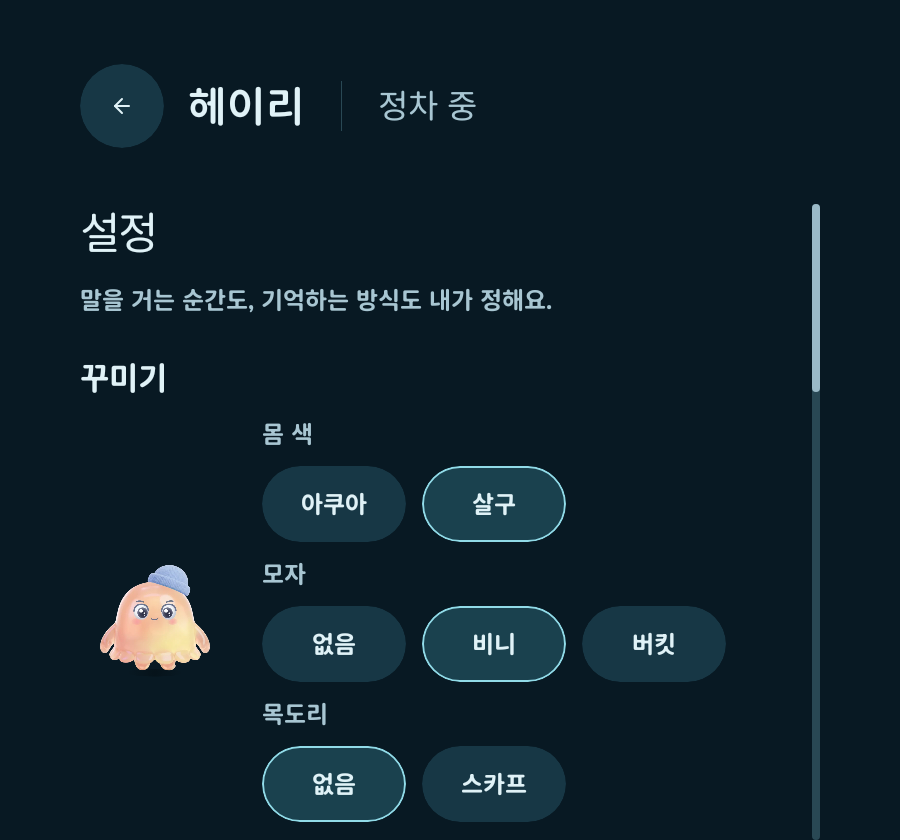 헤이리 정차 중
설정
말을 거는 순간도, 기억하는 방식도 내가 정해요.
꾸미기
몸 색
아쿠아 살구
모자
없음 비니 버킷
목도리
없음 스카프